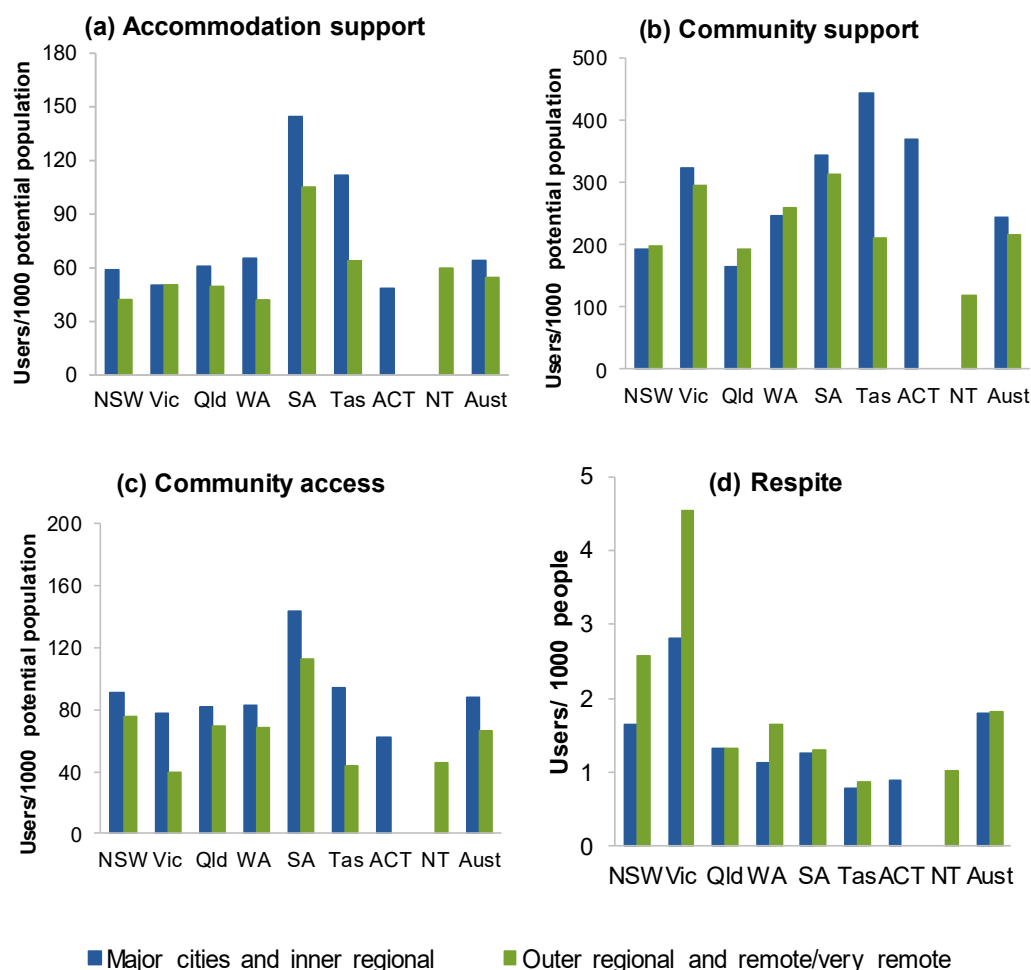 (a) Accommodation support
Users/1000 potential population
180
150
120
90
60
30
0
NSW Vic Qld WA SA Tas ACT NT Aust
(b) Community support
Users/1000 potential population
500
400
300
200
100
0
NSW Vic Qld WA SA Tas ACT NT Aust
(c) Community access
Users/1000 potential population
200
160
120
80
40
0
NSW Vic Qld WA SA Tas ACT NT Aust
(d) Respite
Users/ 1000 people
5
4
3
2
1
0
NSW Vic Qld WA SA Tas ACT NT Aust
Major cities and inner regional
Outer regional and remote/very remote